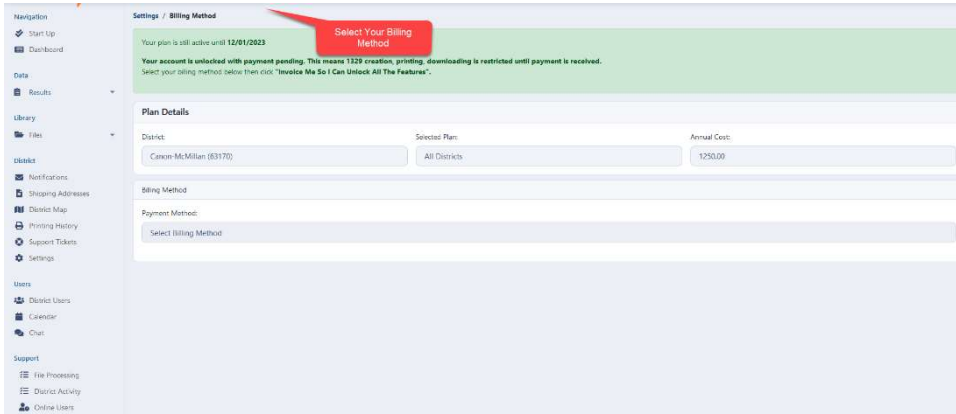 Navigation
Start Up
Dashboard
Data
Results
Library
Files
District
Notifications
Shipping Addresses
District Map
Printing History
Support Tickets
Settings
Users
District Users
Calendar
Chat
Support
File Processing
District Activity
Online Users
Settings / Billing Method
Select Your Billing
Method
Your plan is still active until 12/01/2023
Your account is unlocked with payment pending. This means 1329 creation, printing, downloading is restricted until payment is received.
Select your billing method below then click "Invoice Me So I Can Unlock All The Features".
Plan Details
District: Selected Plan: Annual Cost:
Canon-McMillan (63170) All Districts 1250.00
Billing Method
Payment Method:
Select Billing Method